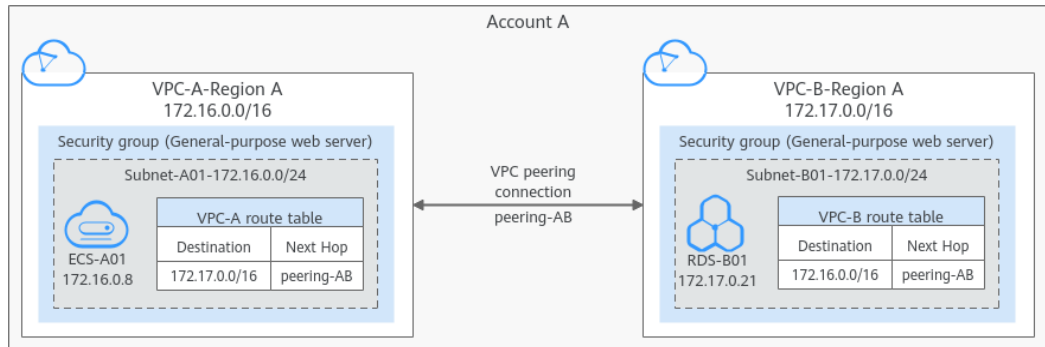 Account A
VPC-A-Region A
172.16.0.0/16
Security group (General-purpose web server)
Subnet-A01-172.16.0.0/24
ECS-A01
172.16.0.8
VPC-A route table
Destination Next Hop
172.17.0.0/16 peering-AB
VPC peering
connection
peering-AB
VPC-B-Region A
172.17.0.0/16
Security group (General-purpose web server)
Subnet-B01-172.17.0.0/24
RDS-B01
172.17.0.21
VPC-B route table
Destination Next Hop
172.16.0.0/16 peering-AB